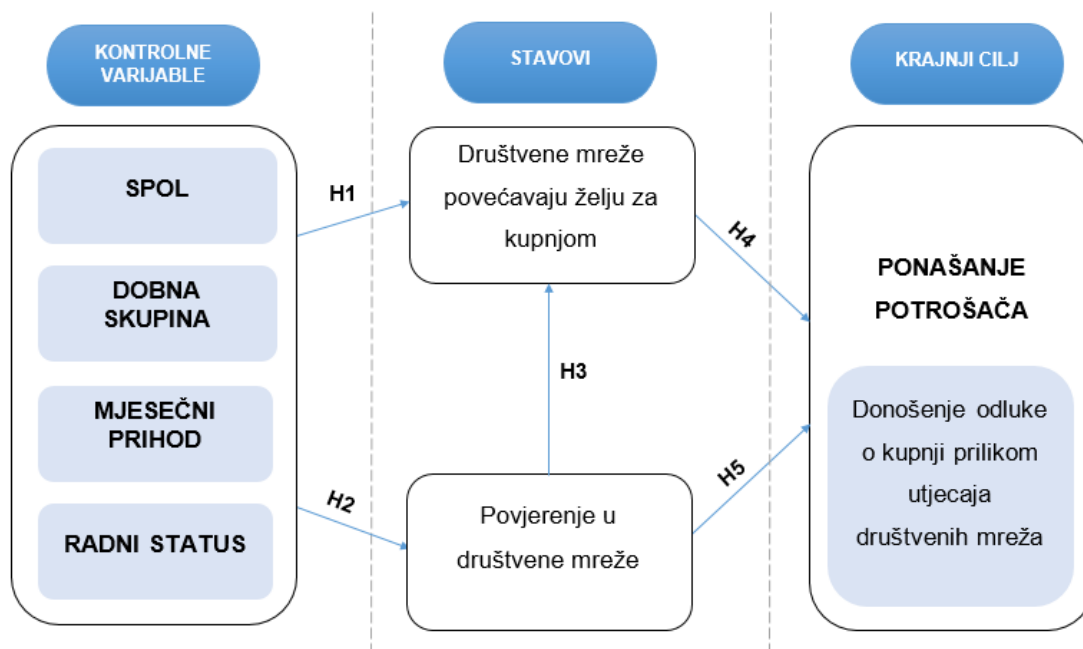 KONTROLNE
VARIJABLE
STAVOVI
KRAJNJI CILJ
SPOL
DOBNA
SKUPINA
MJESEČNI
PRIHOD
RADNI STATUS
H1
H2
Društvene mreže
povećavaju želju za
kupnjom
H3
Povjerenje u
društvene mreže
H4
H5
PONAŠANJE
POTROŠAČA
Donošenje odluke
o kupnji prilikom
utjecaja
društvenih mreža